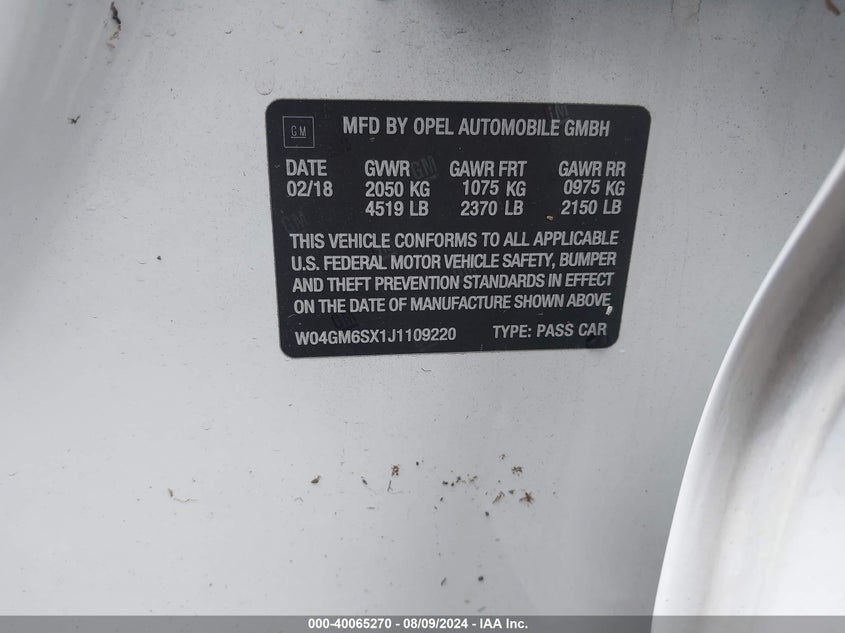 GM
MFD BY OPEL AUTOMOBILE GMBH
DATE GVWR GAWR FRT GAWR RR
02/18 2050 KG 1075 KG 0975 KG
4519 LB 2370 LB 2150 LB
THIS VEHICLE CONFORMS TO ALL APPLICABLE
U.S. FEDERAL MOTOR VEHICLE SAFETY, BUMPER
AND THEFT PREVENTION STANDARDS IN EFFECT
ON THE DATE OF MANUFACTURE SHOWN ABOVE
W04GM6SX1J1109220 TYPE: PASS CAR
000-40065270 - 08/09/2024 - IAA Inc.